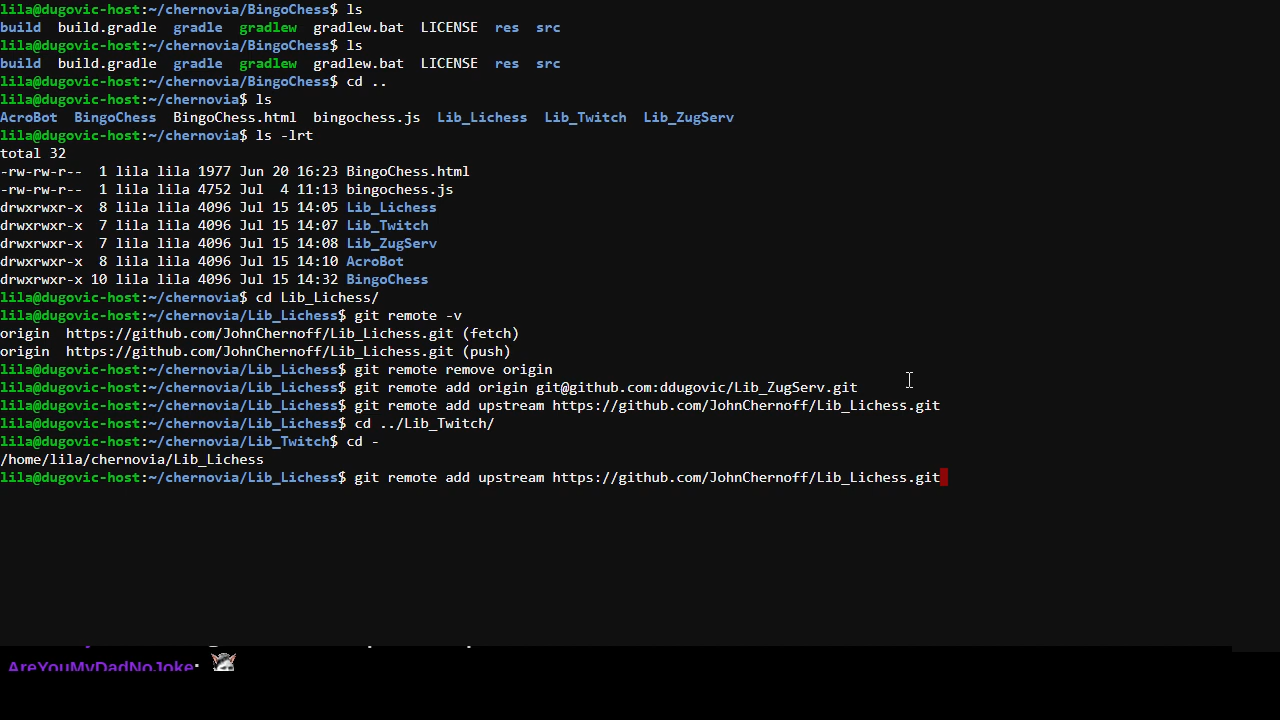 lila@dugovic-host:~/chernovia/BingoChess$ ls
build  build.gradle  gradle  gradlew  gradlew.bat  LICENSE  res  src
lila@dugovic-host:~/chernovia/BingoChess$ ls
build  build.gradle  gradle  gradlew  gradlew.bat  LICENSE  res  src
lila@dugovic-host:~/chernovia/BingoChess$ cd ..
lila@dugovic-host:~/chernovia$ ls
AcroBot  BingoChess  BingoChess.html  bingochess.js  Lib_Lichess  Lib_Twitch  Lib_ZugServ
lila@dugovic-host:~/chernovia$ ls -lrt
total 32
-rw-rw-r--  1 lila lila 1977 Jun 20 16:23 BingoChess.html
-rw-rw-r--  1 lila lila 4752 Jul  4 11:13 bingochess.js
drwxrwxr-x  8 lila lila 4096 Jul 15 14:05 Lib_Lichess
drwxrwxr-x  7 lila lila 4096 Jul 15 14:07 Lib_Twitch
drwxrwxr-x  7 lila lila 4096 Jul 15 14:08 Lib_ZugServ
drwxrwxr-x  8 lila lila 4096 Jul 15 14:10 AcroBot
drwxrwxr-x 10 lila lila 4096 Jul 15 14:32 BingoChess
lila@dugovic-host:~/chernovia$ cd Lib_Lichess/
lila@dugovic-host:~/chernovia/Lib_Lichess$ git remote -v
origin  https://github.com/JohnChernoff/Lib_Lichess.git (fetch)
origin  https://github.com/JohnChernoff/Lib_Lichess.git (push)
lila@dugovic-host:~/chernovia/Lib_Lichess$ git remote remove origin
lila@dugovic-host:~/chernovia/Lib_Lichess$ git remote add origin git@github.com:ddugovic/Lib_ZugServ.git
lila@dugovic-host:~/chernovia/Lib_Lichess$ git remote add upstream https://github.com/JohnChernoff/Lib_Lichess.git
lila@dugovic-host:~/chernovia/Lib_Lichess$ cd ../Lib_Twitch/
lila@dugovic-host:~/chernovia/Lib_Twitch$ cd -
/home/lila/chernovia/Lib_Lichess
lila@dugovic-host:~/chernovia/Lib_Lichess$ git remote add upstream https://github.com/JohnChernoff/Lib_Lichess.git
AreYouMyDadNoJoke: